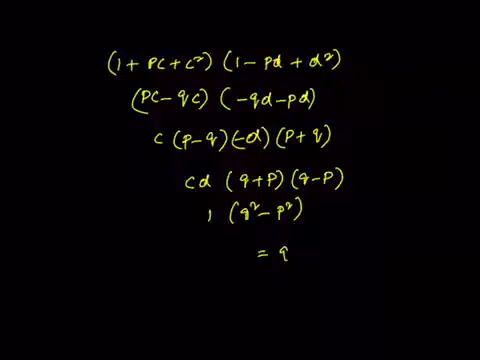 (1 + pc + c²) (1 - pd + d²)
(pc - qc) (-qd - pd)
c (p - q) (-d) (p + q)
cd (q + p) (q - p)
1 (q² - p²)
= q